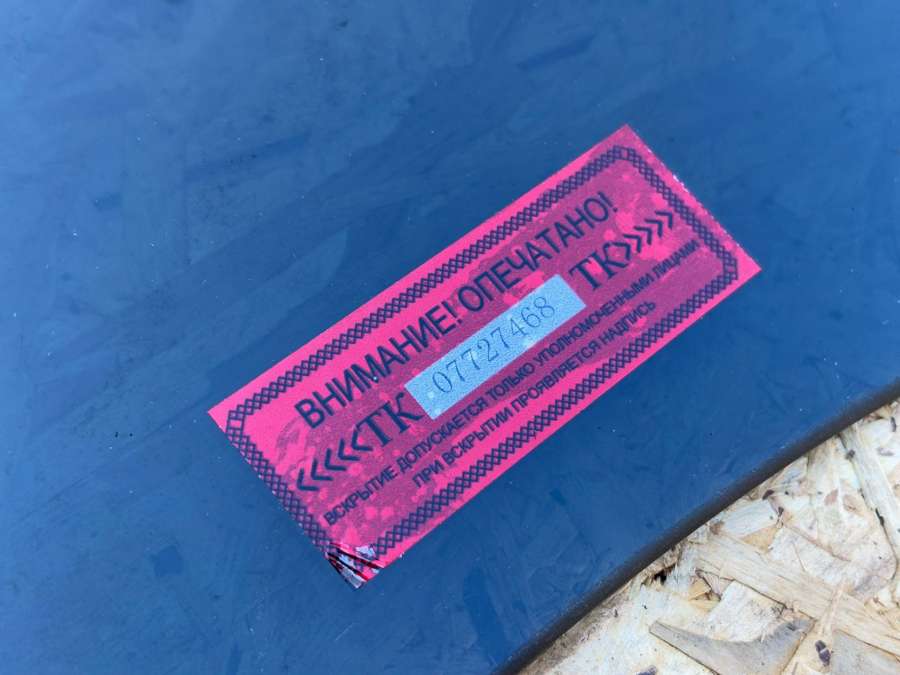 ВНИМАНИЕ! ОПЕЧАТАНО!
<<<<<ТК 07727468 ТК>>>>>
ВСКРЫТИЕ ДОПУСКАЕТСЯ ТОЛЬКО УПОЛНОМОЧЕННЫМИ ЛИЦАМИ
ПРИ ВСКРЫТИИ ПРОЯВЛЯЕТСЯ НАДПИСЬ